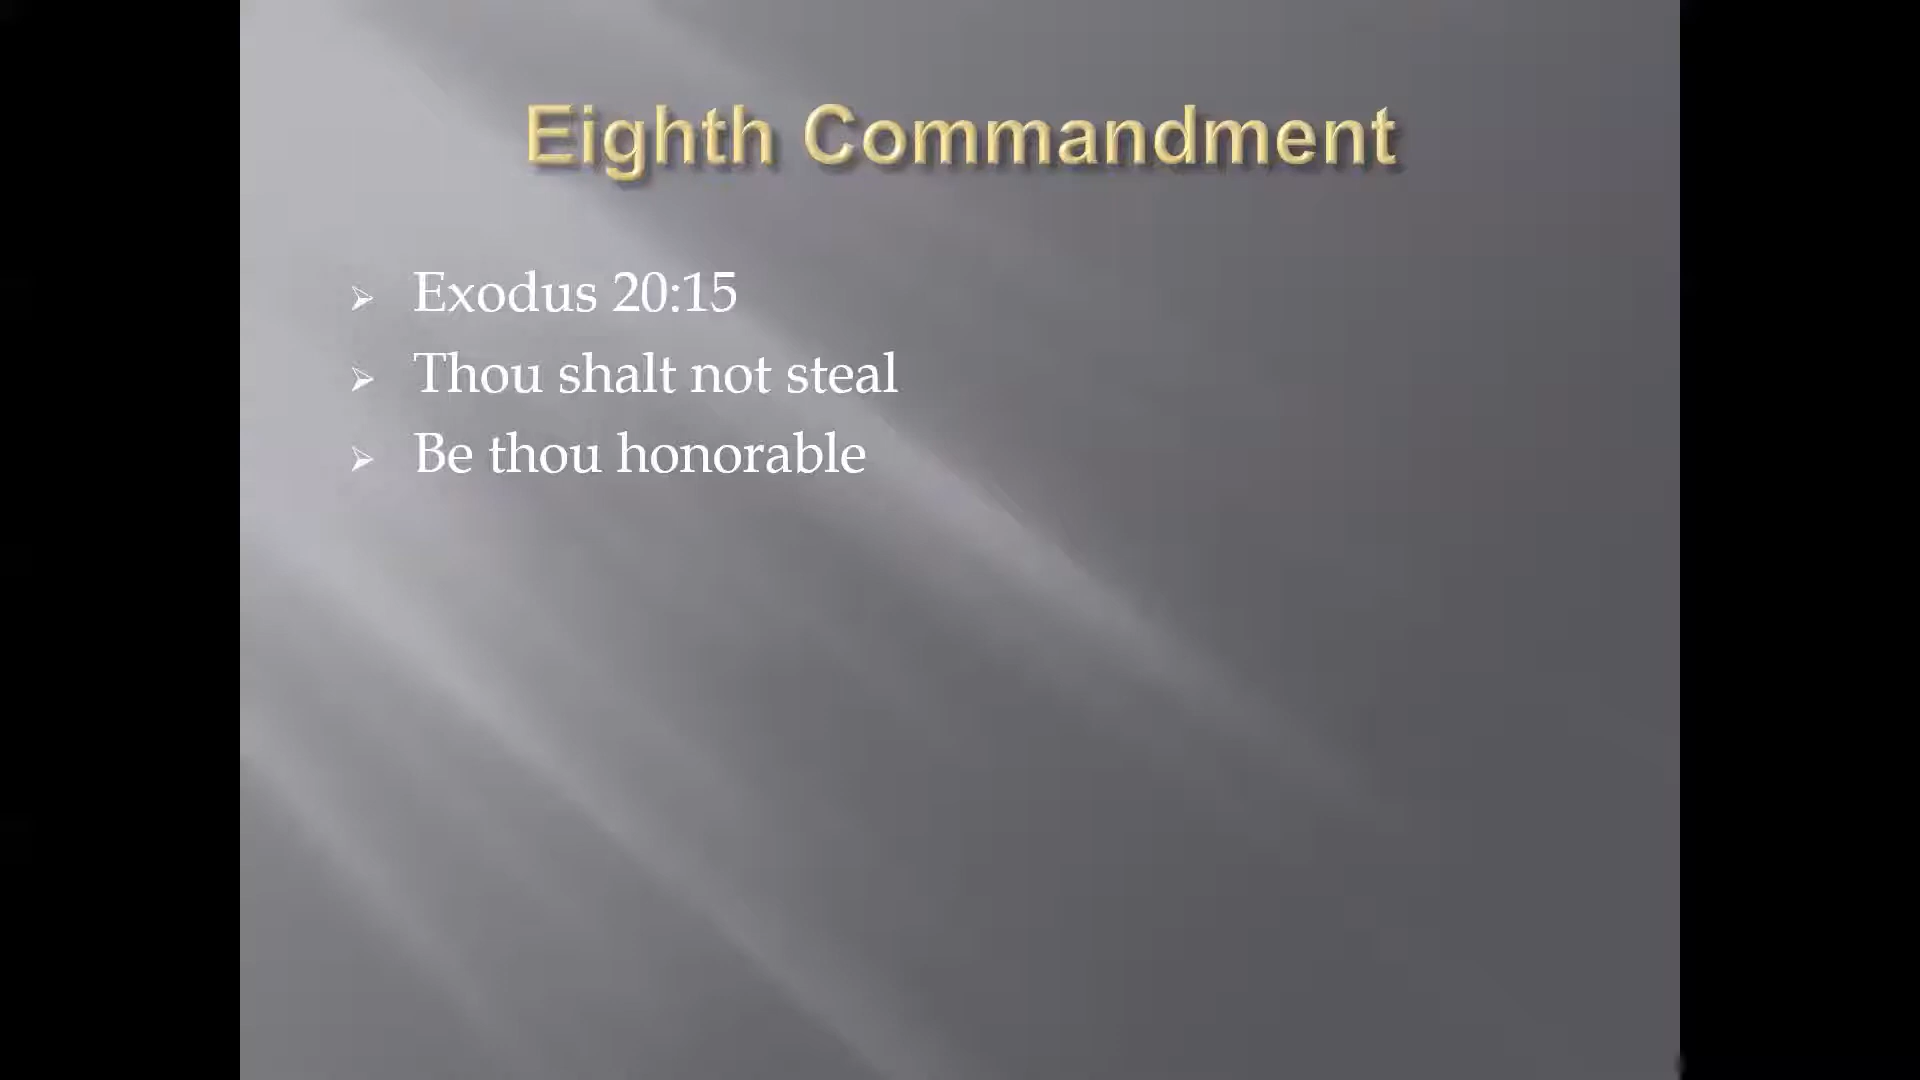 Eighth Commandment
Exodus 20:15
Thou shalt not steal
Be thou honorable